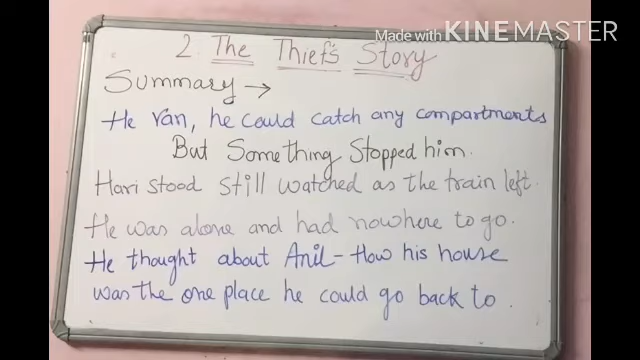 Made with KINEMASTER
2 The Thief's Story
Summary →
He ran, he could catch any compartments
But Something Stopped him.
Hari stood still watched as the train left.
He was alone and had nowhere to go.
He thought about Anil - How his house
was the one place he could go back to.